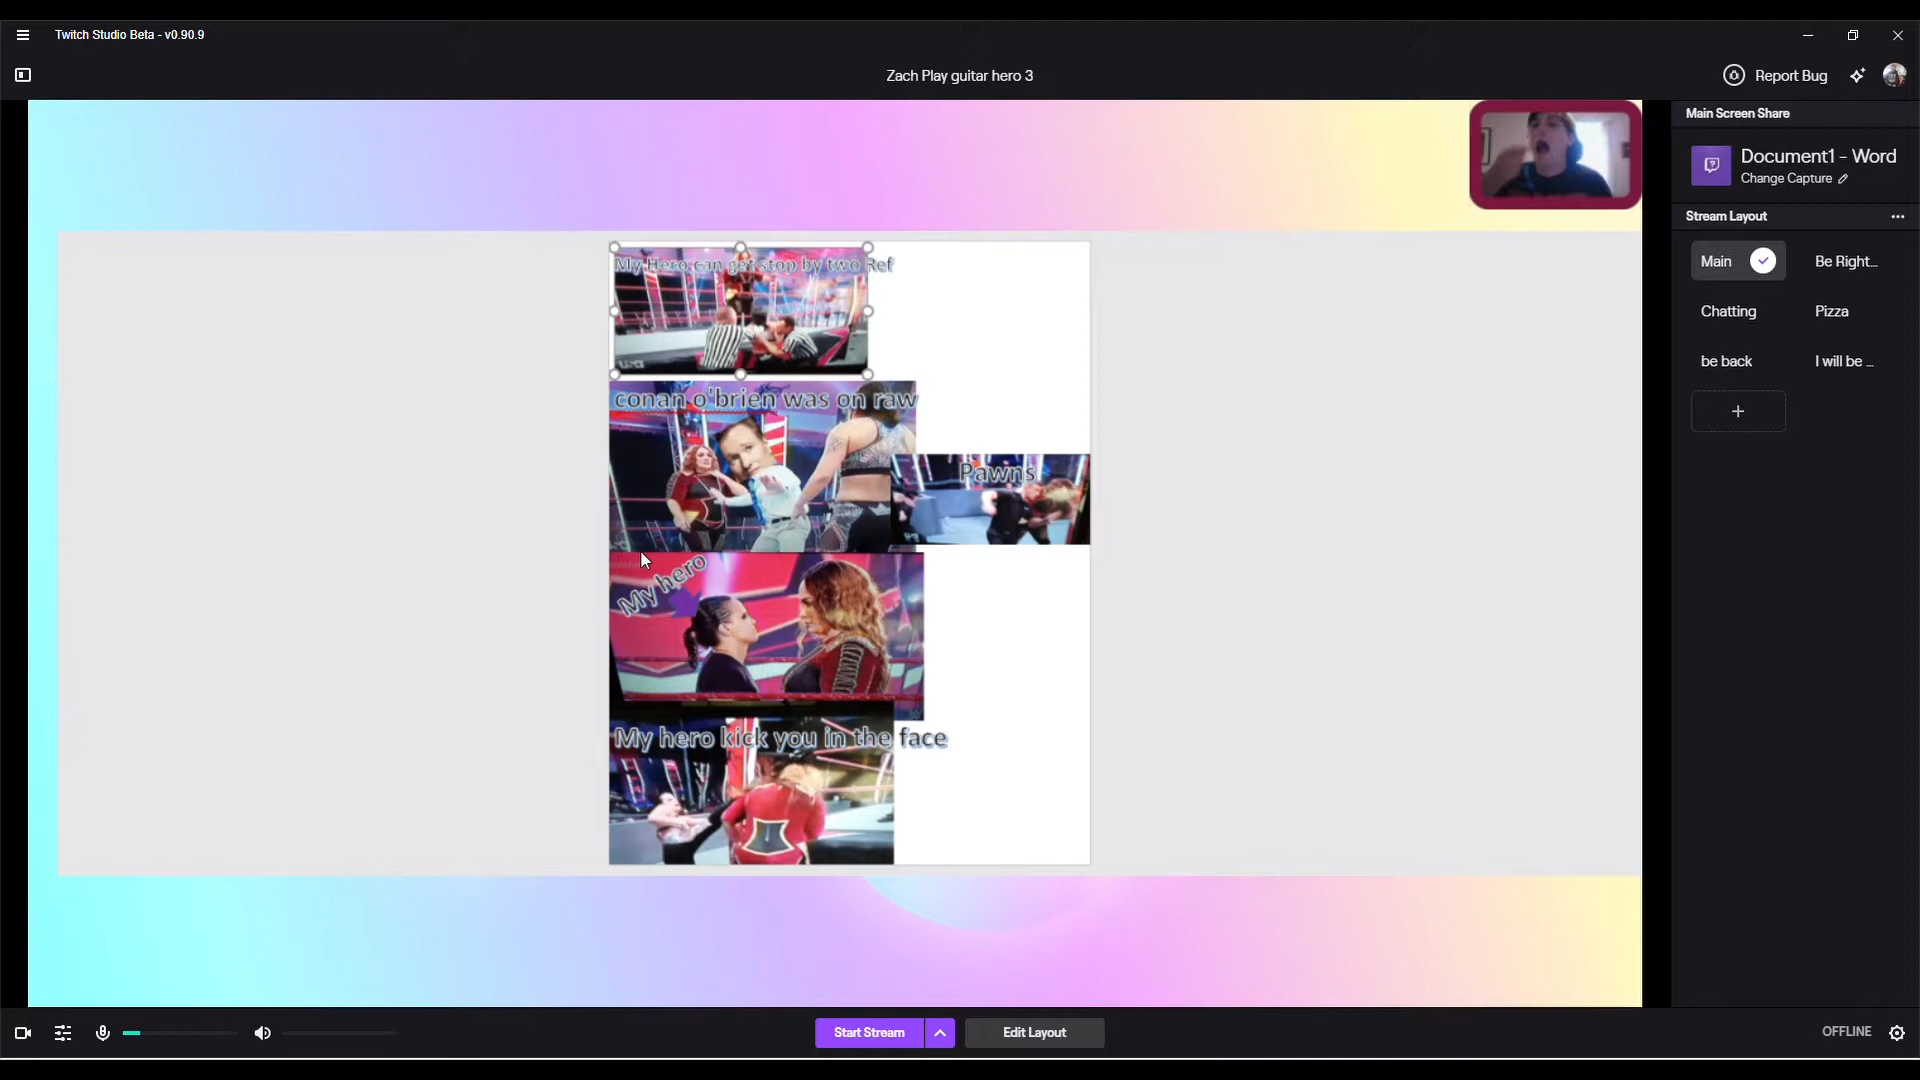 Twitch Studio Beta - v0.90.9
Zach Play guitar hero 3
Report Bug
Main Screen Share
Document1 - Word
Change Capture
Stream Layout
Main
Be Right...
Chatting
Pizza
be back
I will be ...
My Hero can get stop by two Ref
conan o'brien was on raw
Pawns
My hero
My hero kick you in the face
Start Stream
Edit Layout
OFFLINE